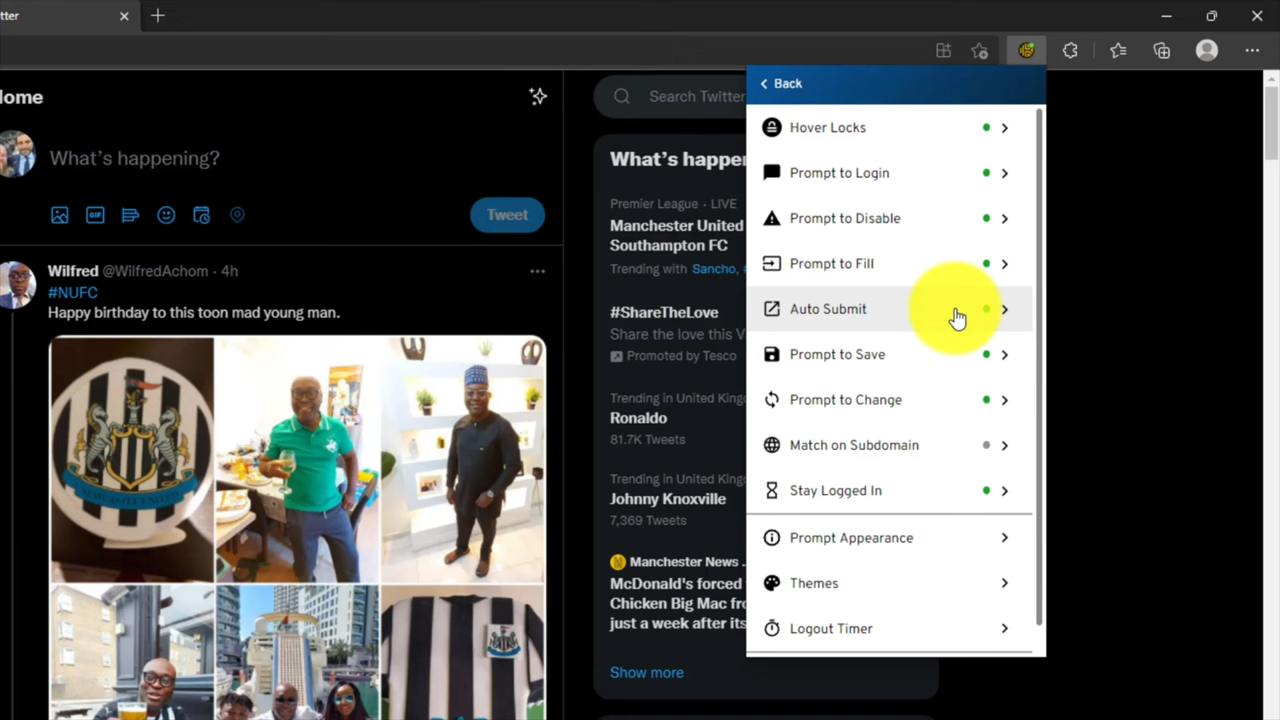 tter
Home
What's happening?
GIF
Tweet
Wilfred @WilfredAchom · 4h
#NUFC
Happy birthday to this toon mad young man.
NEWCASTLE UNITED
Search Twitter
What's happe
Premier League · LIVE
Manchester United
Southampton FC
Trending with Sancho, #
#ShareTheLove
Share the love this V
Promoted by Tesco
Trending in United King
Ronaldo
81.7K Tweets
Trending in United King
Johnny Knoxville
7,369 Tweets
Manchester News ..
McDonald's forced
Chicken Big Mac fro
just a week after its
Show more
Back
Hover Locks
Prompt to Login
Prompt to Disable
Prompt to Fill
Auto Submit
Prompt to Save
Prompt to Change
Match on Subdomain
Stay Logged In
Prompt Appearance
Themes
Logout Timer